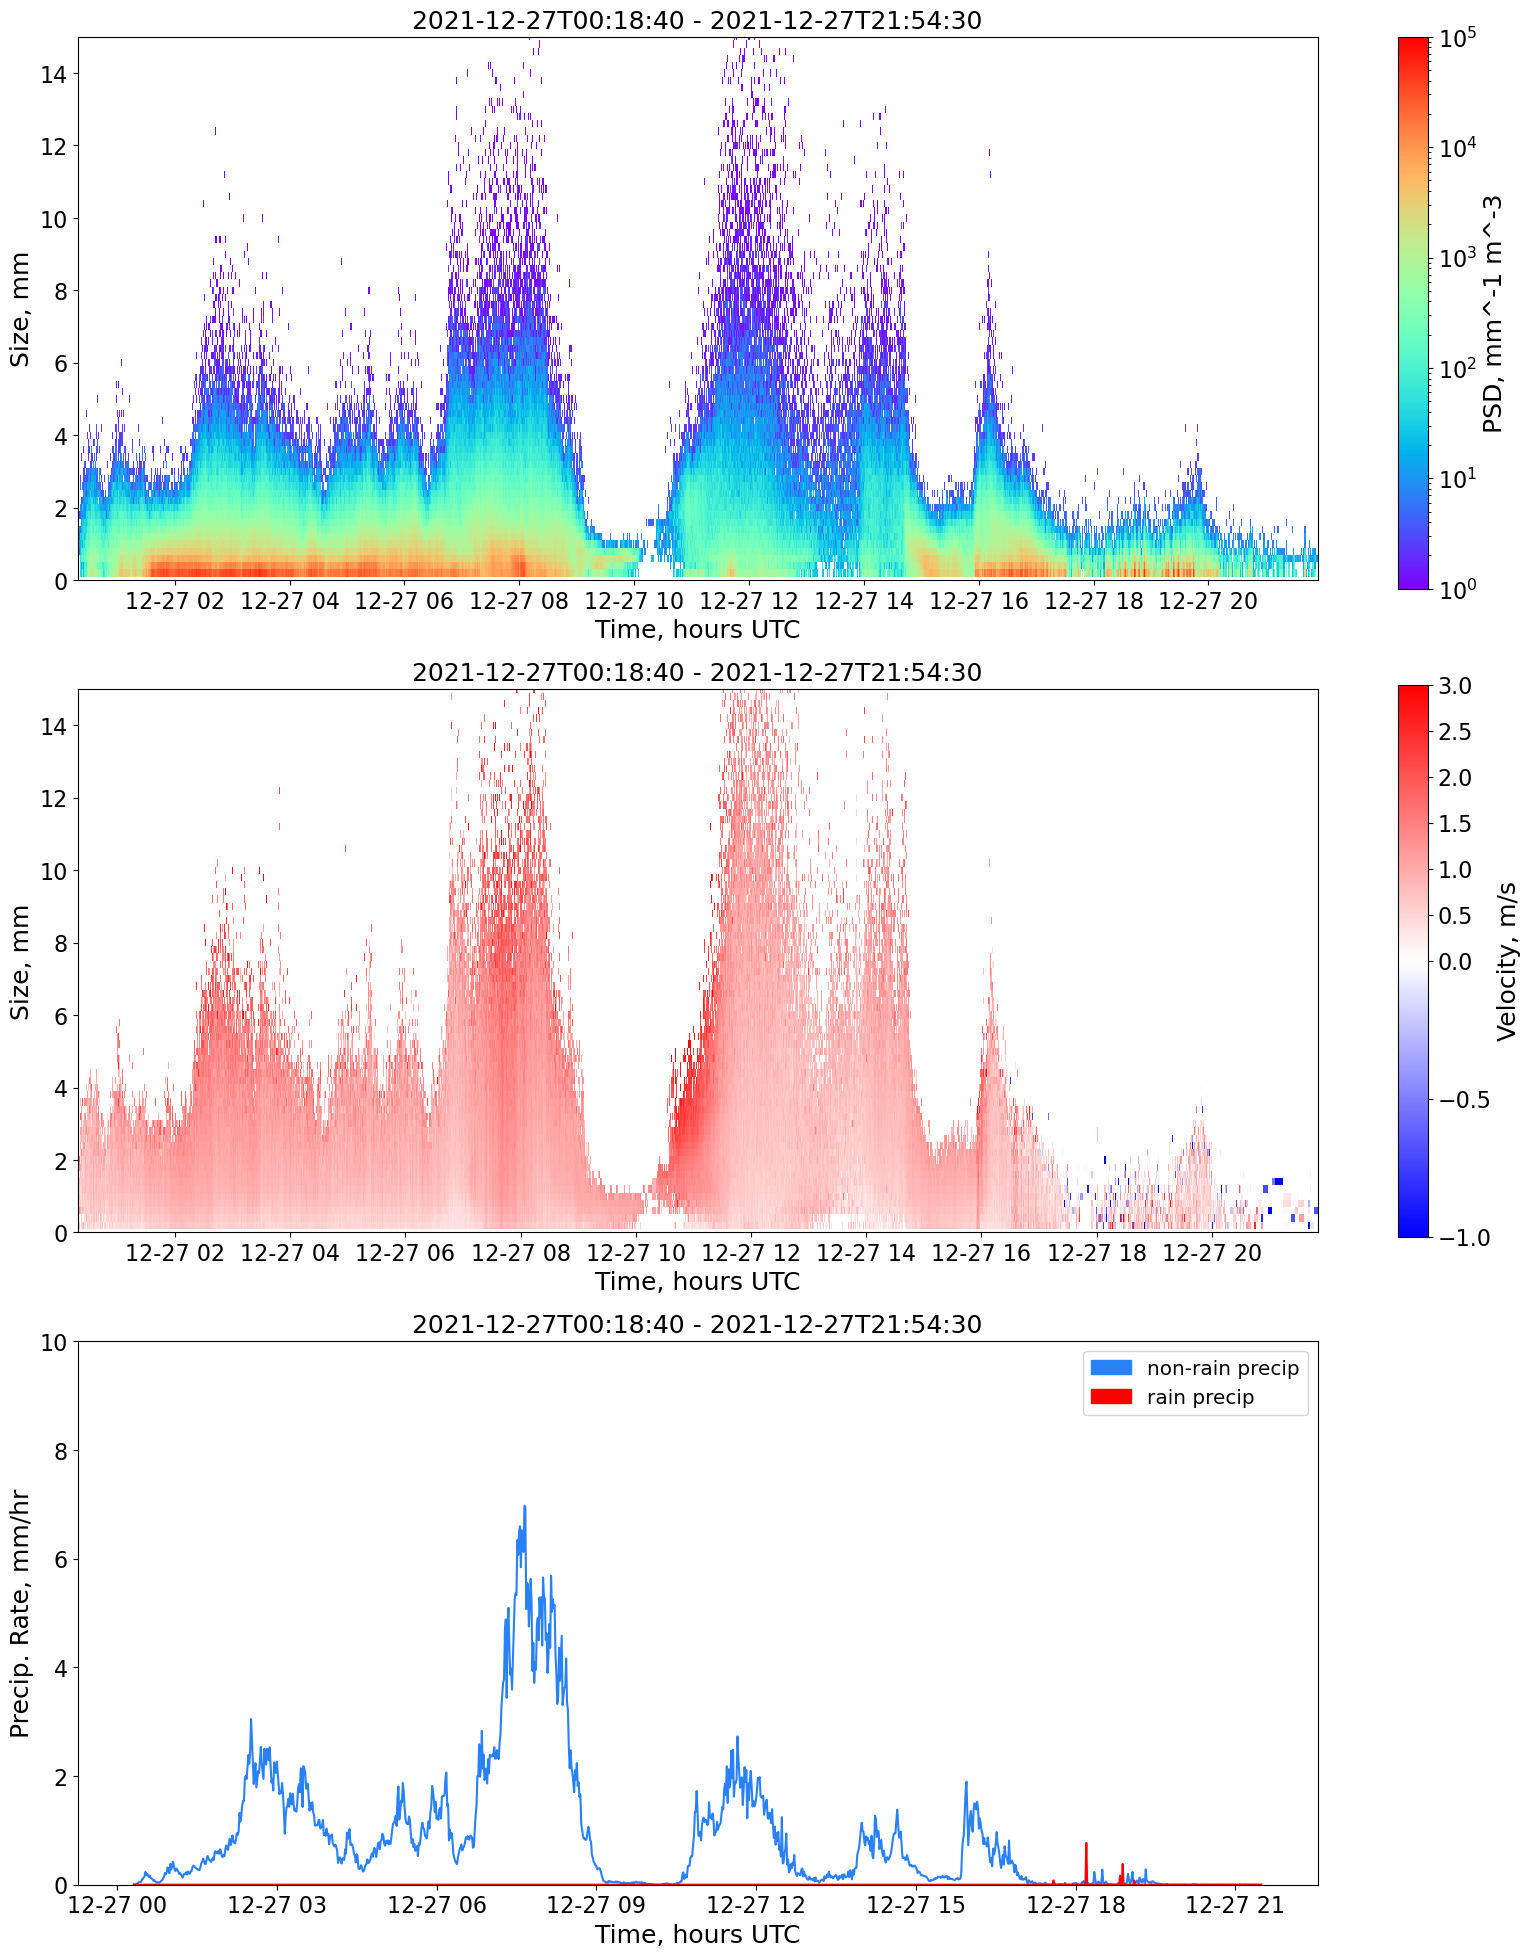 2021-12-27T00:18:40 - 2021-12-27T21:54:30
14
12
10
8
6
4
2
0
Size, mm
12-27 02 12-27 04 12-27 06 12-27 08 12-27 10 12-27 12 12-27 14 12-27 16 12-27 18 12-27 20
Time, hours UTC
10^5
10^4
10^3
10^2
10^1
10^0
PSD, mm^-1 m^-3
2021-12-27T00:18:40 - 2021-12-27T21:54:30
14
12
10
8
6
4
2
0
Size, mm
12-27 02 12-27 04 12-27 06 12-27 08 12-27 10 12-27 12 12-27 14 12-27 16 12-27 18 12-27 20
Time, hours UTC
3.0
2.5
2.0
1.5
1.0
0.5
0.0
−0.5
−1.0
Velocity, m/s
2021-12-27T00:18:40 - 2021-12-27T21:54:30
non-rain precip
rain precip
10
8
6
4
2
0
Precip. Rate, mm/hr
12-27 00 12-27 03 12-27 06 12-27 09 12-27 12 12-27 15 12-27 18 12-27 21
Time, hours UTC